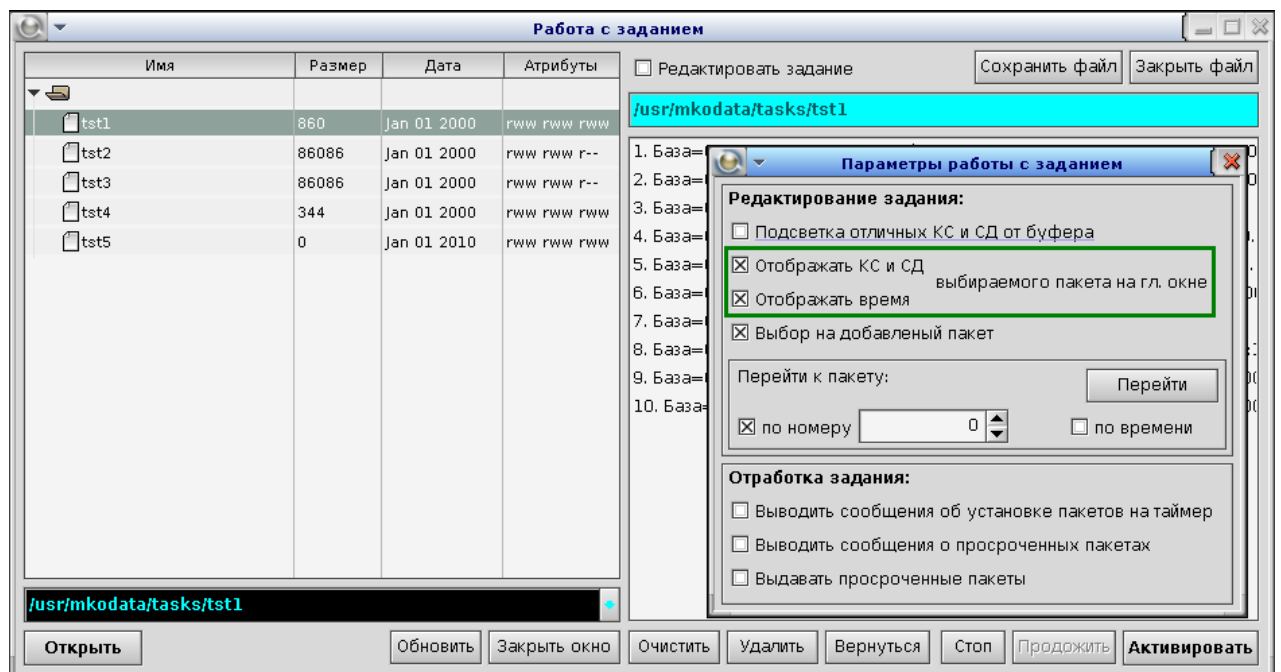 Работа с заданием
Имя Размер Дата Атрибуты
tst1 860 Jan 01 2000 rww rww rww
tst2 86086 Jan 01 2000 rww rww r--
tst3 86086 Jan 01 2000 rww rww r--
tst4 344 Jan 01 2000 rww rww rww
tst5 0 Jan 01 2010 rww rww rww
/usr/mkodata/tasks/tst1
Открыть Обновить Закрыть окно
Редактировать задание Сохранить файл Закрыть файл
/usr/mkodata/tasks/tst1
1. База=
2. База=
3. База=
4. База=
5. База=
6. База=
7. База=
8. База=
9. База=
10. База=
Параметры работы с заданием
Редактирование задания:
Подсветка отличных КС и СД от буфера
Отображать КС и СД
выбираемого пакета на гл. окне
Отображать время
Выбор на добавленый пакет
Перейти к пакету:
Перейти
по номеру 0 по времени
Отработка задания:
Выводить сообщения об установке пакетов на таймер
Выводить сообщения о просроченных пакетах
Выдавать просроченные пакеты
Очистить Удалить Вернуться Стоп Продожить Активировать